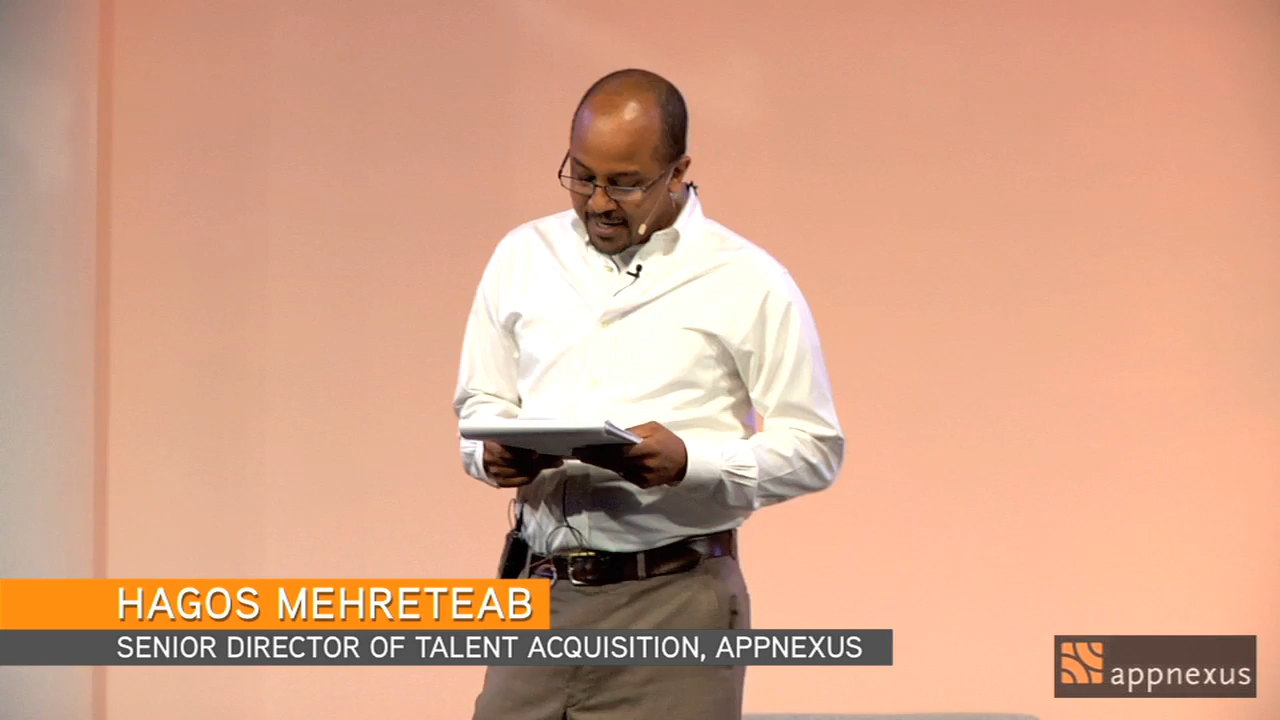 HAGOS MEHRETEAB
SENIOR DIRECTOR OF TALENT ACQUISITION, APPNEXUS
appnexus